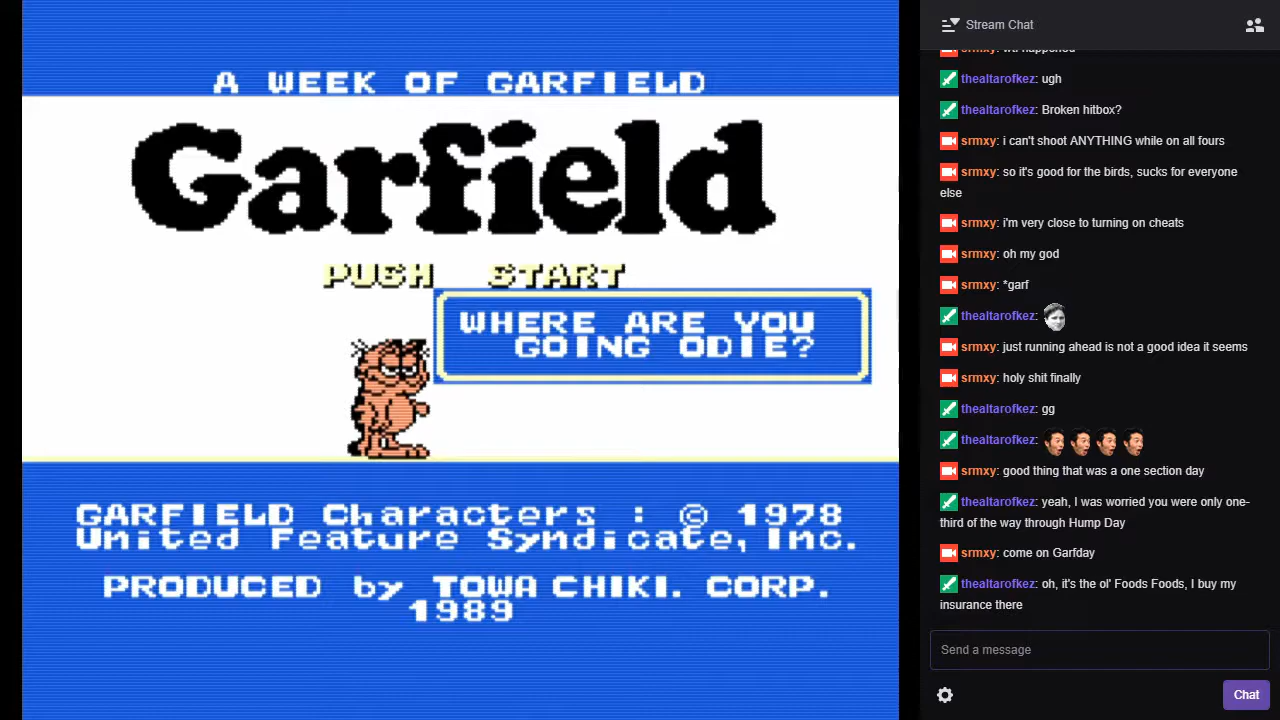 A WEEK OF GARFIELD
Garfield
PUSH START
WHERE ARE YOU
GOING ODIE?
GARFIELD Characters : © 1978
United Feature Syndicate, Inc.
PRODUCED by TOWA CHIKI. CORP.
1989
Stream Chat
thealtarofkez: ugh
thealtarofkez: Broken hitbox?
srmxy: i can't shoot ANYTHING while on all fours
srmxy: so it's good for the birds, sucks for everyone
else
srmxy: i'm very close to turning on cheats
srmxy: oh my god
srmxy: *garf
thealtarofkez:
srmxy: just running ahead is not a good idea it seems
srmxy: holy shit finally
thealtarofkez: gg
thealtarofkez:
srmxy: good thing that was a one section day
thealtarofkez: yeah, I was worried you were only one-
third of the way through Hump Day
srmxy: come on Garfday
thealtarofkez: oh, it's the ol' Foods Foods, I buy my
insurance there
Send a message
Chat